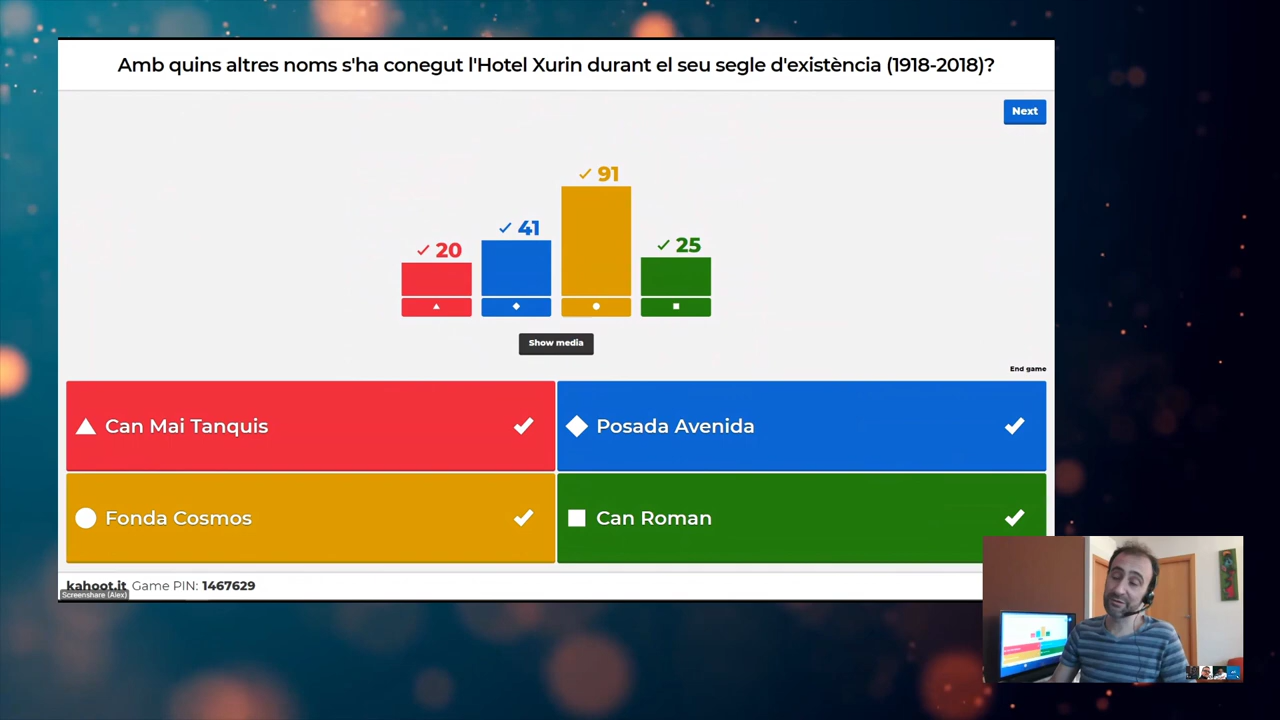 Amb quins altres noms s'ha conegut l'Hotel Xurin durant el seu segle d'existència (1918-2018)?
Next
20
41
91
25
Show media
End game
Can Mai Tanquis
Posada Avenida
Fonda Cosmos
Can Roman
kahoot.it Game PIN: 1467629
Screenshare (Alex)